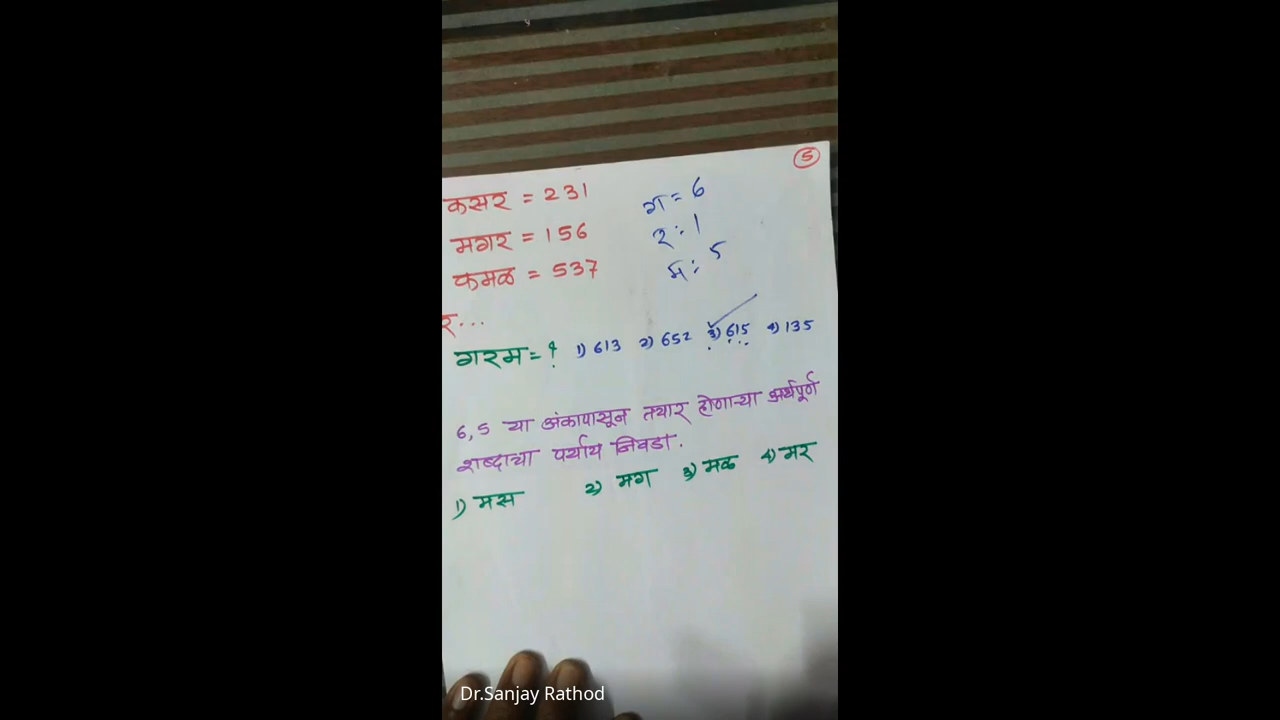 5
कसर = 231
ग = 6
मगर = 156
र : 1
कमळ = 537
म : 5
र...
गरम = ? 1) 613 2) 652 3) 615 4) 135
6,5 या अंकापासून तयार होणाऱ्या अर्थपूर्ण
शब्दाचा पर्याय निवडा.
1) मस 2) मग 3) मळ 4) मर
Dr.Sanjay Rathod